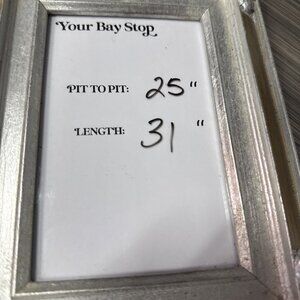 Your Bay Stop
PIT TO PIT: 25"
LENGTH: 31"